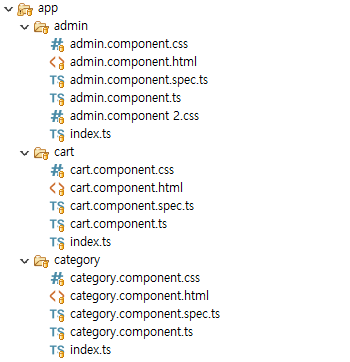 app
admin
admin.component.css
admin.component.html
admin.component.spec.ts
admin.component.ts
admin.component 2.css
index.ts
cart
cart.component.css
cart.component.html
cart.component.spec.ts
cart.component.ts
index.ts
category
category.component.css
category.component.html
category.component.spec.ts
category.component.ts
index.ts